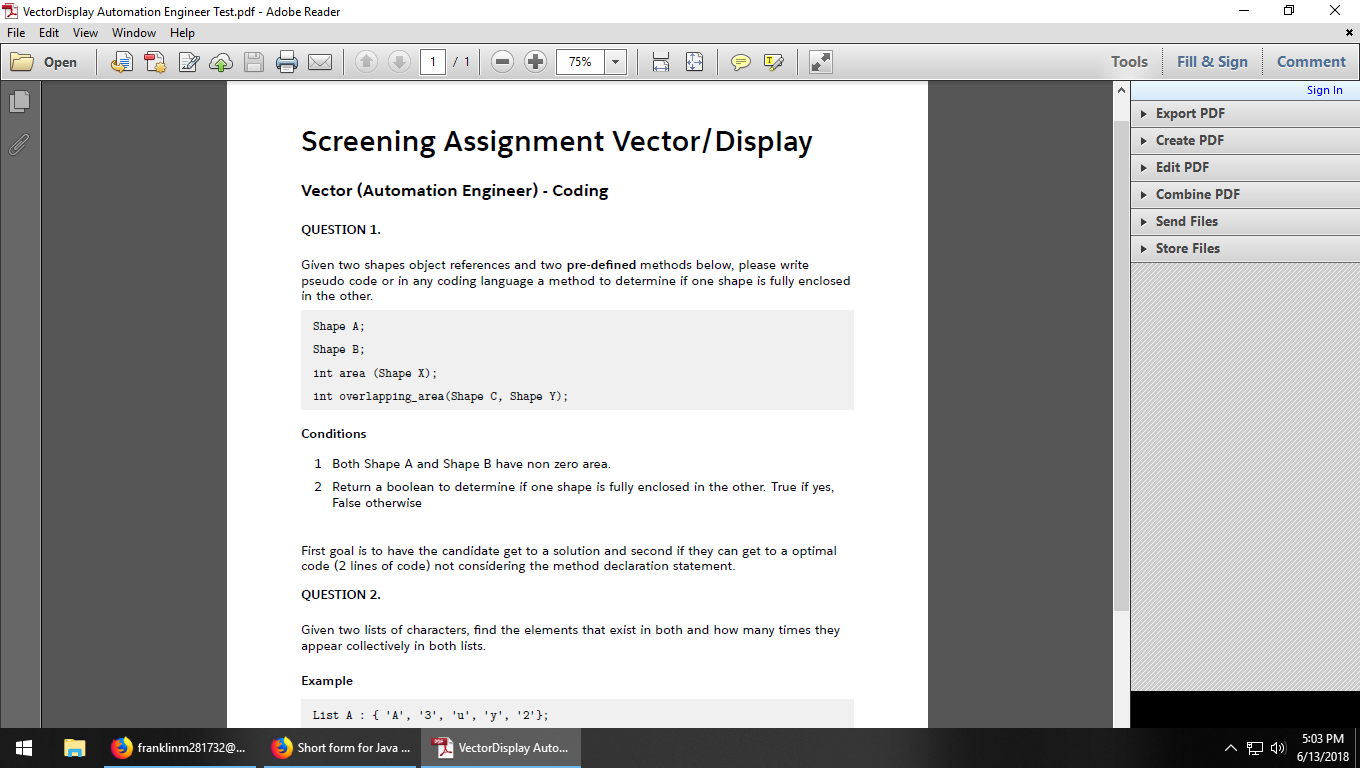 VectorDisplay Automation Engineer Test.pdf - Adobe Reader
File Edit View Window Help
Open
1 / 1
75%
Tools
Fill & Sign
Comment
Sign In
Export PDF
Create PDF
Edit PDF
Combine PDF
Send Files
Store Files
Screening Assignment Vector/Display
Vector (Automation Engineer) - Coding
QUESTION 1.
Given two shapes object references and two pre-defined methods below, please write
pseudo code or in any coding language a method to determine if one shape is fully enclosed
in the other.
Shape A;
Shape B;
int area (Shape X);
int overlapping_area(Shape C, Shape Y);
Conditions
1 Both Shape A and Shape B have non zero area.
2 Return a boolean to determine if one shape is fully enclosed in the other. True if yes,
False otherwise
First goal is to have the candidate get to a solution and second if they can get to a optimal
code (2 lines of code) not considering the method declaration statement.
QUESTION 2.
Given two lists of characters, find the elements that exist in both and how many times they
appear collectively in both lists.
Example
List A : { 'A', '3', 'u', 'y', '2'};
franklinm281732@...
Short form for Java ...
VectorDisplay Auto...
5:03 PM
6/13/2018